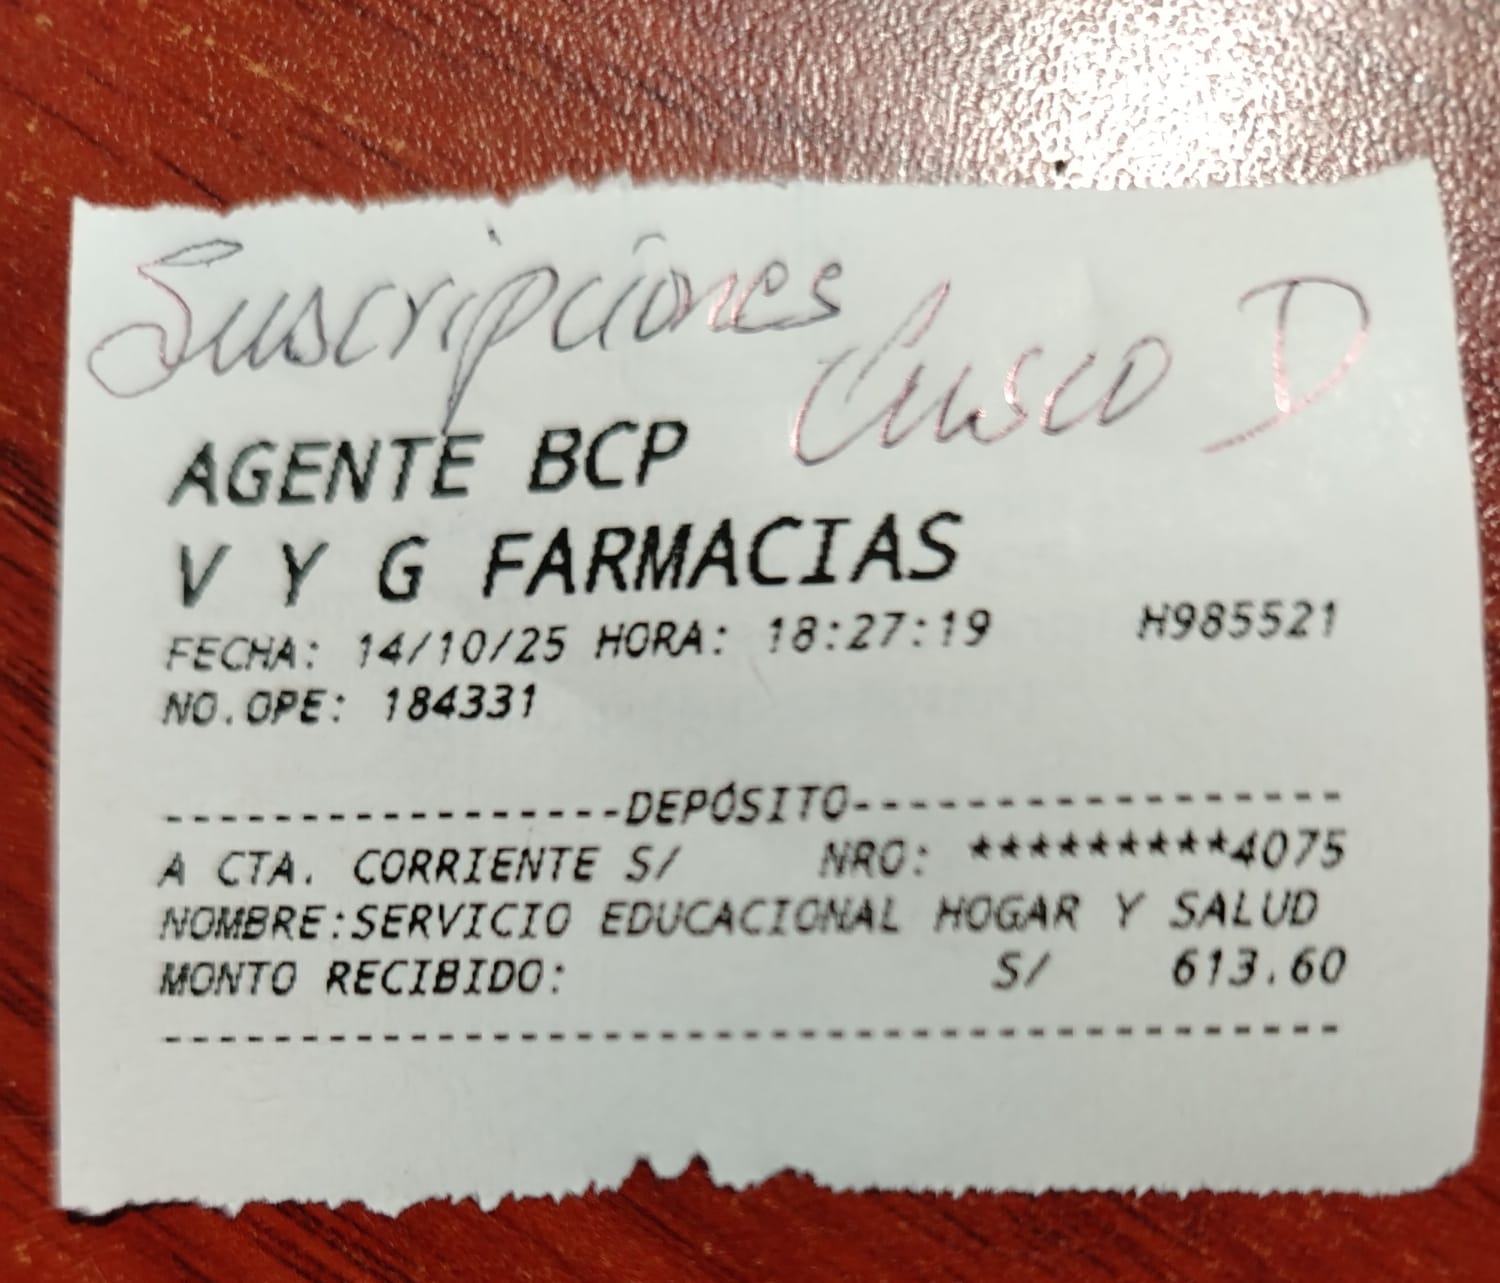 Suscripciones
Cusco D
AGENTE BCP
V Y G FARMACIAS
FECHA: 14/10/25 HORA: 18:27:19 H985521
NO.OPE: 184331
-----------------DEPÓSITO------------------
A CTA. CORRIENTE S/ NRO: *********4075
NOMBRE:SERVICIO EDUCACIONAL HOGAR Y SALUD
MONTO RECIBIDO: S/ 613.60
-------------------------------------------